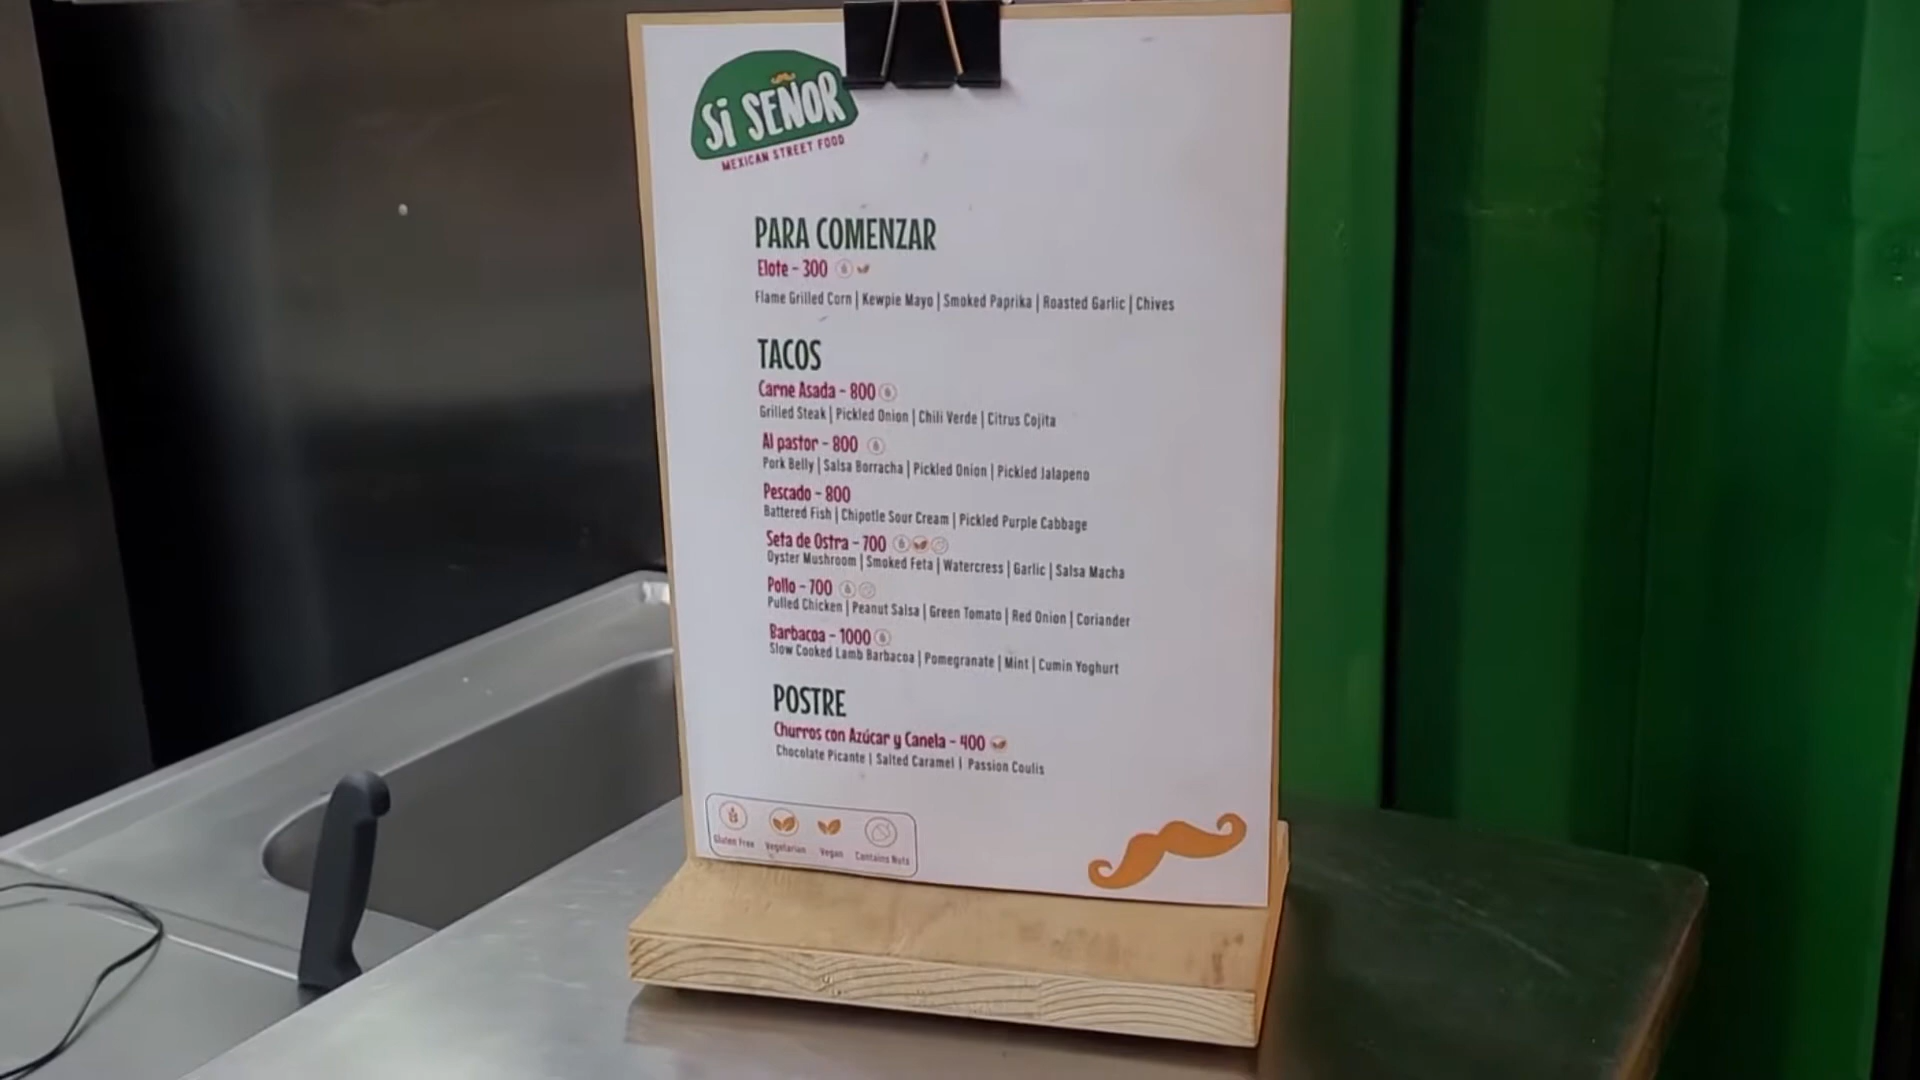 Si SEÑOR
MEXICAN STREET FOOD
PARA COMENZAR
Elote - 300
Flame Grilled Corn | Kewpie Mayo | Smoked Paprika | Roasted Garlic | Chives
TACOS
Carne Asada - 800
Grilled Steak | Pickled Onion | Chili Verde | Citrus Cojita
Al pastor - 800
Pork Belly | Salsa Borracha | Pickled Onion | Pickled Jalapeno
Pescado - 800
Battered Fish | Chipotle Sour Cream | Pickled Purple Cabbage
Seta de Ostra - 700
Oyster Mushroom | Smoked Feta | Watercress | Garlic | Salsa Macha
Pollo - 700
Pulled Chicken | Peanut Salsa | Green Tomato | Red Onion | Coriander
Barbacoa - 1000
Slow Cooked Lamb Barbacoa | Pomegranate | Mint | Cumin Yoghurt
POSTRE
Churros con Azúcar y Canela - 400
Chocolate Picante | Salted Caramel | Passion Coulis
Gluten Free Vegetarian Vegan Contains Nuts